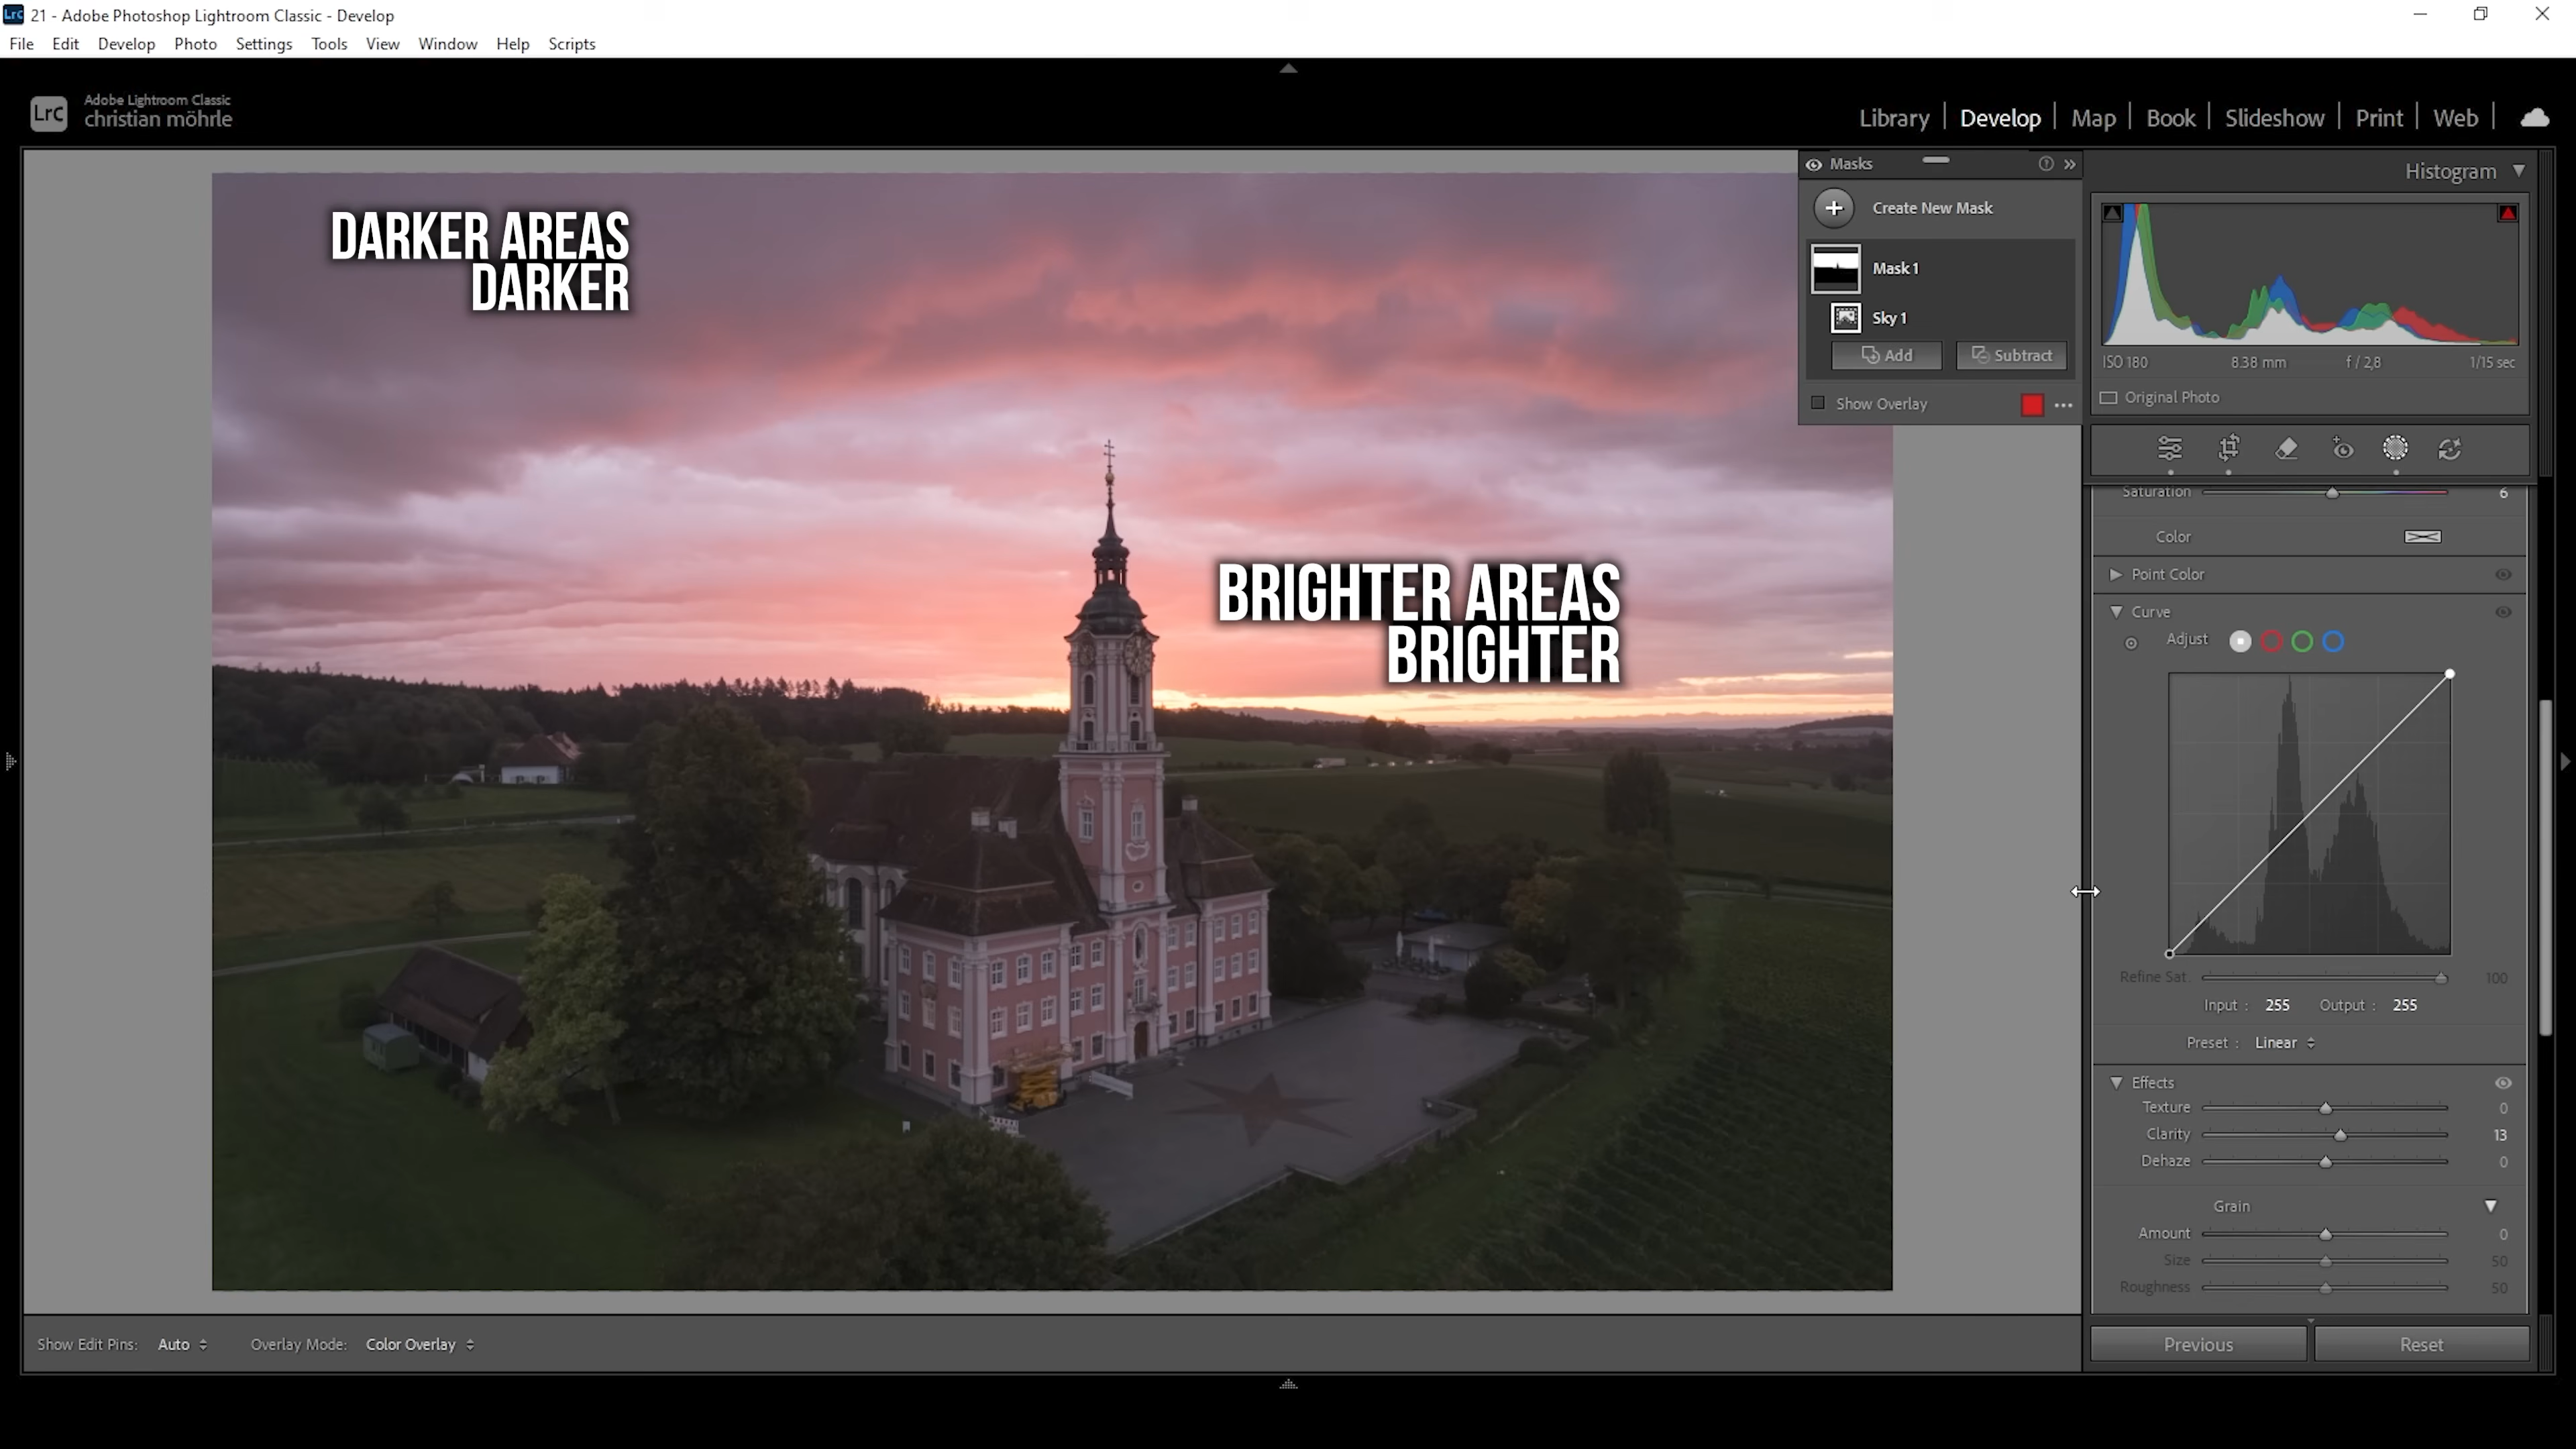 Lrc 21 - Adobe Photoshop Lightroom Classic - Develop
File Edit Develop Photo Settings Tools View Window Help Scripts
Lrc Adobe Lightroom Classic
christian möhrle
Library | Develop | Map | Book | Slideshow | Print | Web |
DARKER AREAS
DARKER
BRIGHTER AREAS
BRIGHTER
Masks
Create New Mask
Mask 1
Sky 1
Add Subtract
Show Overlay
Histogram
ISO 180 8.38 mm f / 2,8 1/15 sec
Original Photo
Saturation 6
Color
Point Color
Curve
Adjust
Refine Sat. 100
Input : 255 Output : 255
Preset : Linear
Effects
Texture 0
Clarity 13
Dehaze 0
Grain
Amount 0
Size 50
Roughness 50
Show Edit Pins: Auto Overlay Mode: Color Overlay
Previous Reset